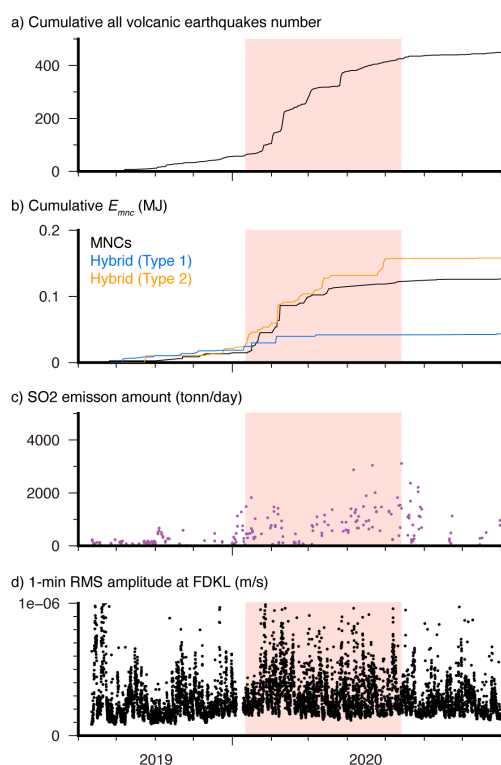 a) Cumulative all volcanic earthquakes number
400
200
0
b) Cumulative Emnc (MJ)
0.2
MNCs
Hybrid (Type 1)
Hybrid (Type 2)
0.1
0
c) SO2 emisson amount (tonn/day)
4000
2000
0
d) 1-min RMS amplitude at FDKL (m/s)
1e−06
0
2019 2020